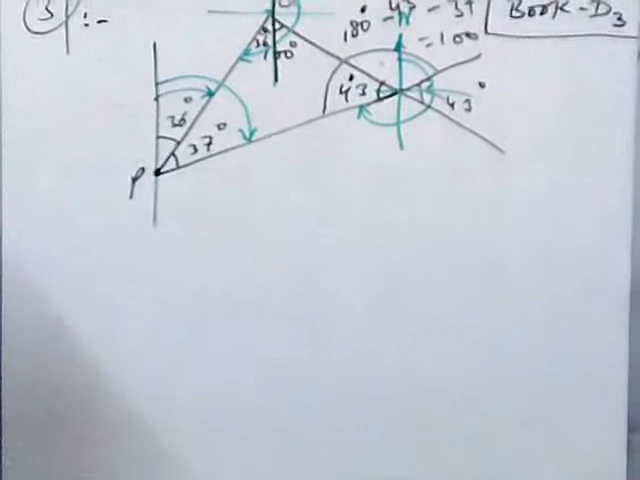 3) :-
Book - D3
180° - 43 - 37
= 100
N
36
100°
43°
43°
36°
37°
P